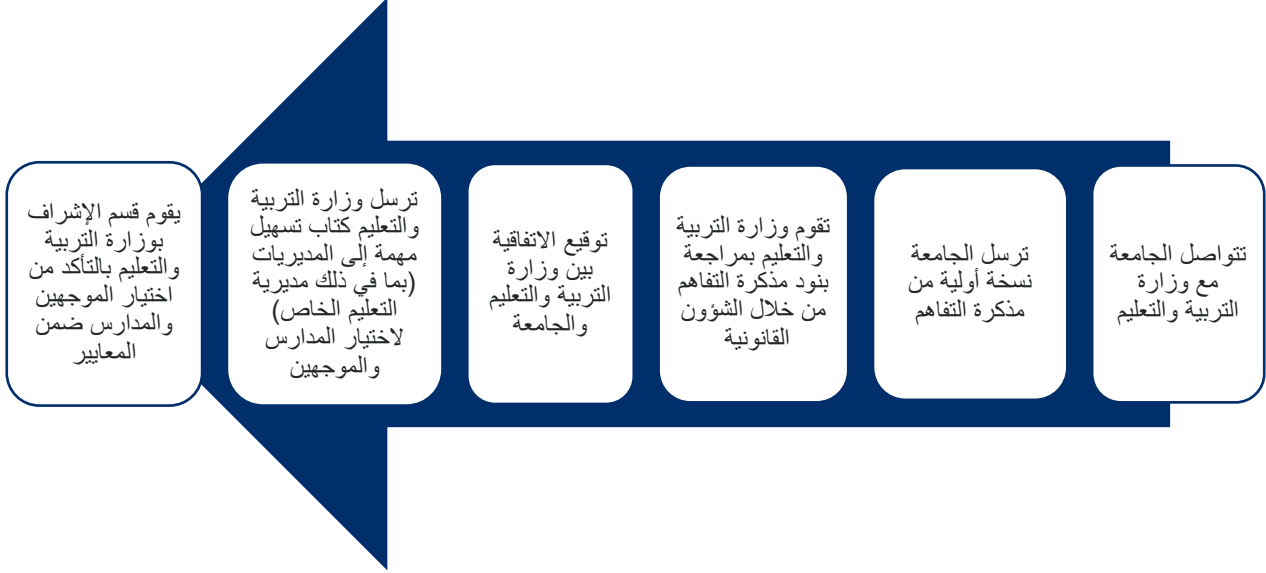 تتواصل الجامعة
مع وزارة
التربية والتعليم
ترسل الجامعة
نسخة أولية من
مذكرة التفاهم
تقوم وزارة التربية
والتعليم بمراجعة
بنود مذكرة التفاهم
من خلال الشؤون
القانونية
توقيع الاتفاقية
بين وزارة
التربية والتعليم
والجامعة
ترسل وزارة التربية
والتعليم كتاب تسهيل
مهمة إلى المديريات
(بما في ذلك مديرية
التعليم الخاص)
لاختيار المدارس
والموجهين
يقوم قسم الإشراف
بوزارة التربية
والتعليم بالتأكد من
اختيار الموجهين
والمدارس ضمن
المعايير